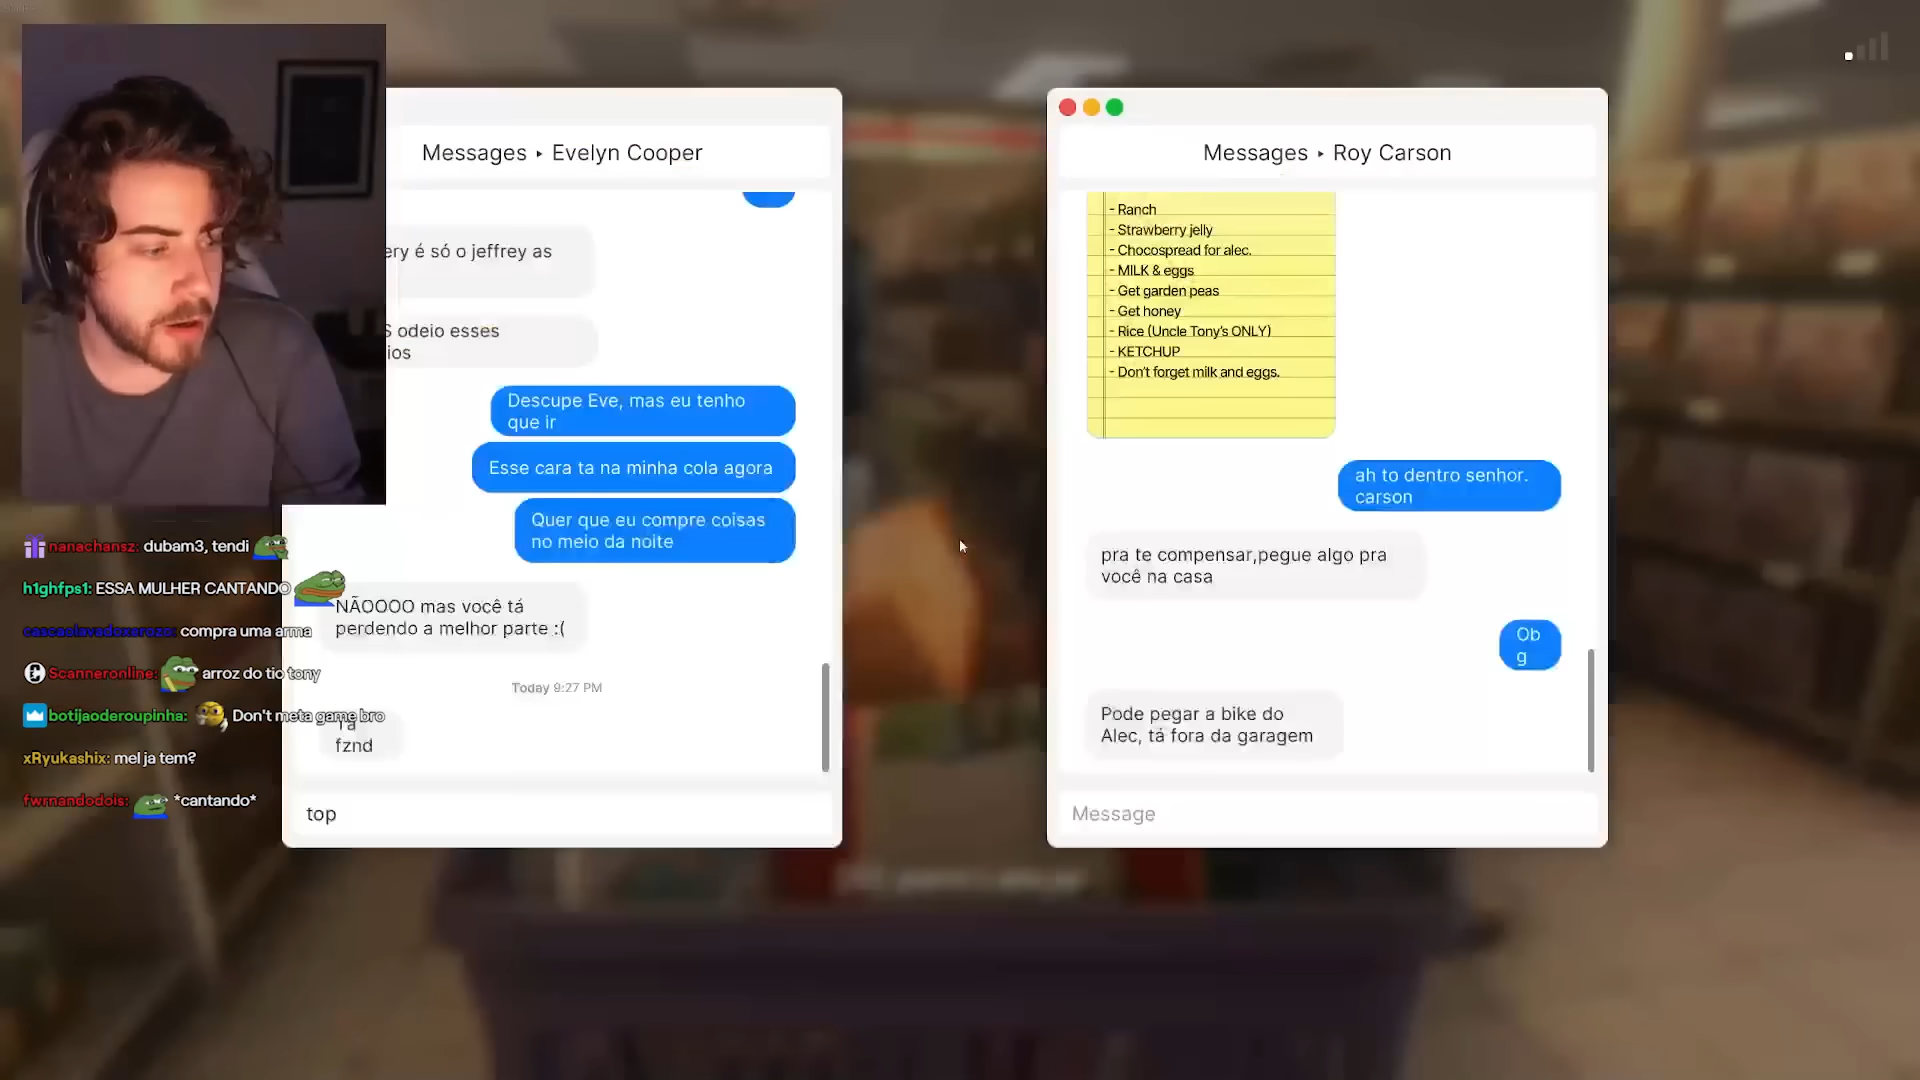 Messages ▸ Evelyn Cooper
ery é só o jeffrey as
odeio esses
ios
Descupe Eve, mas eu tenho
que ir
Esse cara ta na minha cola agora
Quer que eu compre coisas
no meio da noite
NÃOOOO mas você tá
perdendo a melhor parte :(
Today 9:27 PM
fznd
top
Messages ▸ Roy Carson
- Ranch
- Strawberry jelly
- Chocospread for alec.
- MILK & eggs
- Get garden peas
- Get honey
- Rice (Uncle Tony's ONLY)
- KETCHUP
- Don't forget milk and eggs.
ah to dentro senhor.
carson
pra te compensar,pegue algo pra
você na casa
Ob
g
Pode pegar a bike do
Alec, tá fora da garagem
Message
nanachansz: dubam3, tendi
h1ghfps1: ESSA MULHER CANTANDO
compra uma arma
Scanneronline: arroz do tio tony
botijaoderoupinha: Don't meta game bro
xRyukashix: mel ja tem?
fwrnandodois: *cantando*